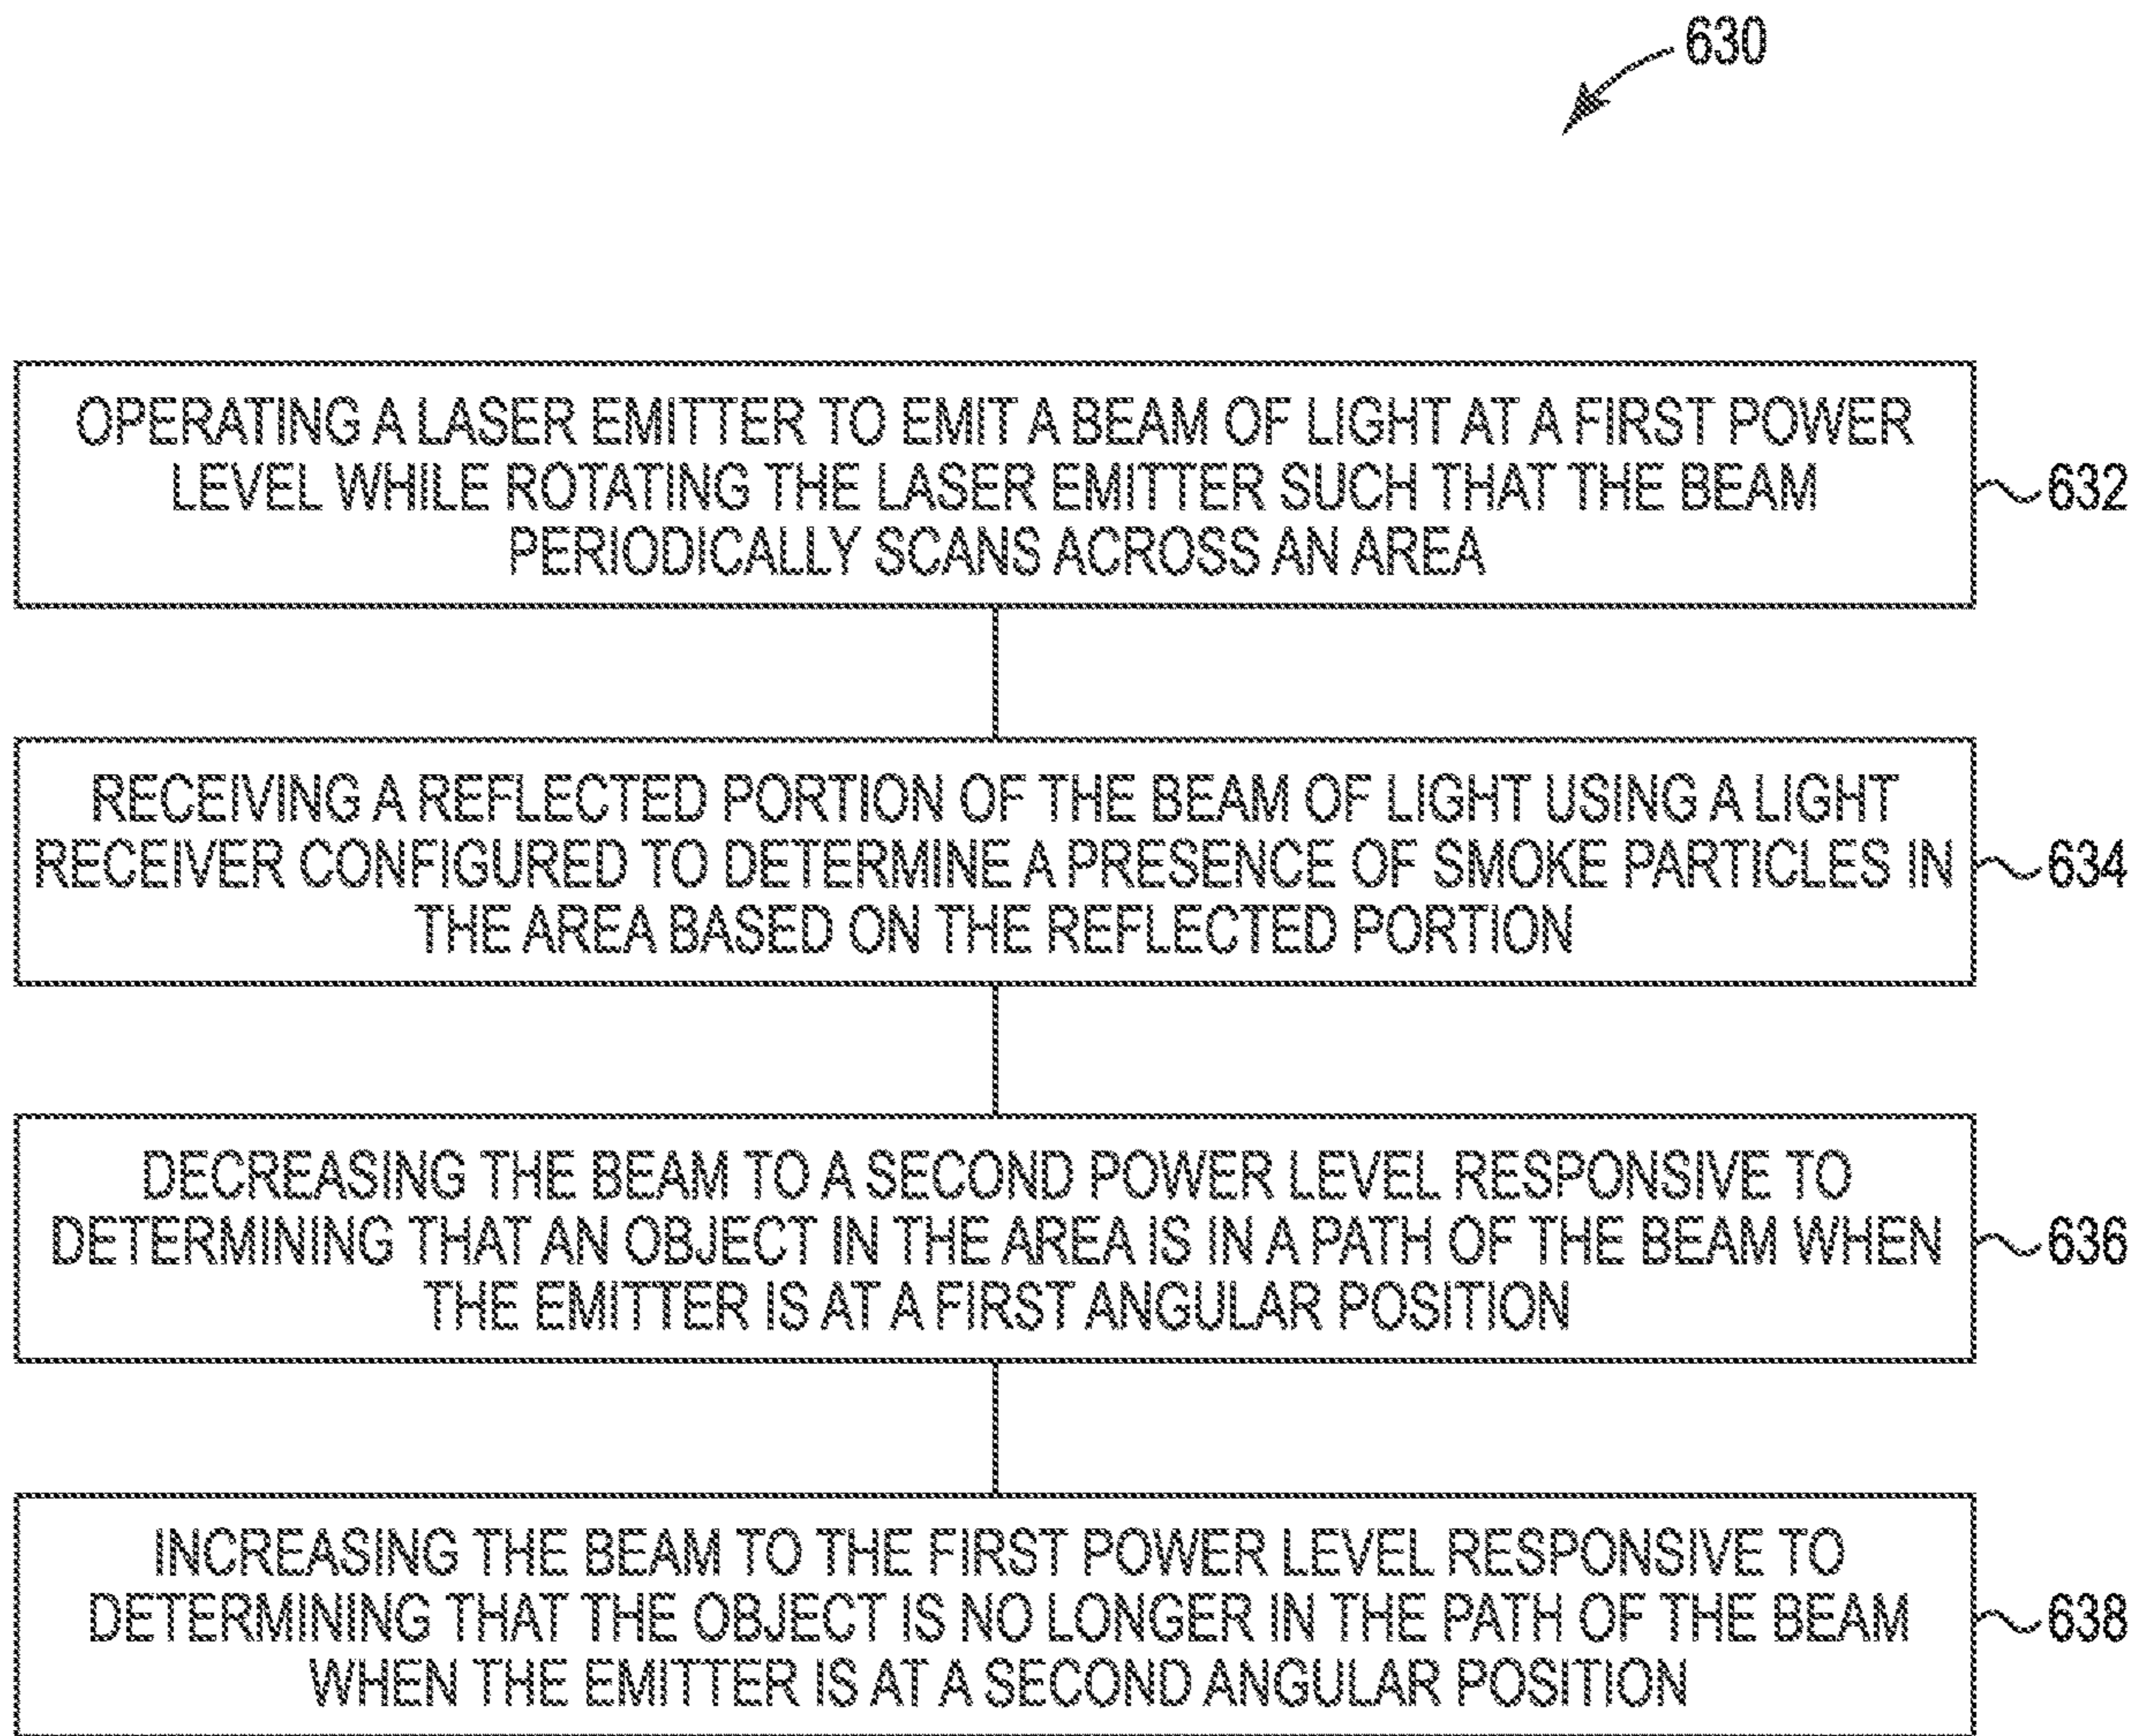 630
OPERATING A LASER EMITTER TO EMIT A BEAM OF LIGHT AT A FIRST POWER
LEVEL WHILE ROTATING THE LASER EMITTER SUCH THAT THE BEAM
PERIODICALLY SCANS ACROSS AN AREA
632
RECEIVING A REFLECTED PORTION OF THE BEAM OF LIGHT USING A LIGHT
RECEIVER CONFIGURED TO DETERMINE A PRESENCE OF SMOKE PARTICLES IN
THE AREA BASED ON THE REFLECTED PORTION
634
DECREASING THE BEAM TO A SECOND POWER LEVEL RESPONSIVE TO
DETERMINING THAT AN OBJECT IN THE AREA IS IN A PATH OF THE BEAM WHEN
THE EMITTER IS AT A FIRST ANGULAR POSITION
636
INCREASING THE BEAM TO THE FIRST POWER LEVEL RESPONSIVE TO
DETERMINING THAT THE OBJECT IS NO LONGER IN THE PATH OF THE BEAM
WHEN THE EMITTER IS AT A SECOND ANGULAR POSITION
638